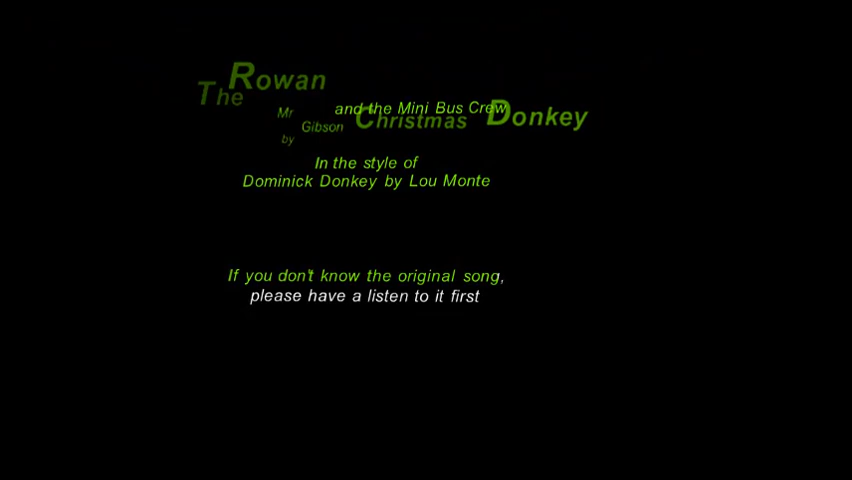 The Rowan Christmas Donkey
by Mr Gibson and the Mini Bus Crew
In the style of
Dominick Donkey by Lou Monte
If you don't know the original song,
please have a listen to it first